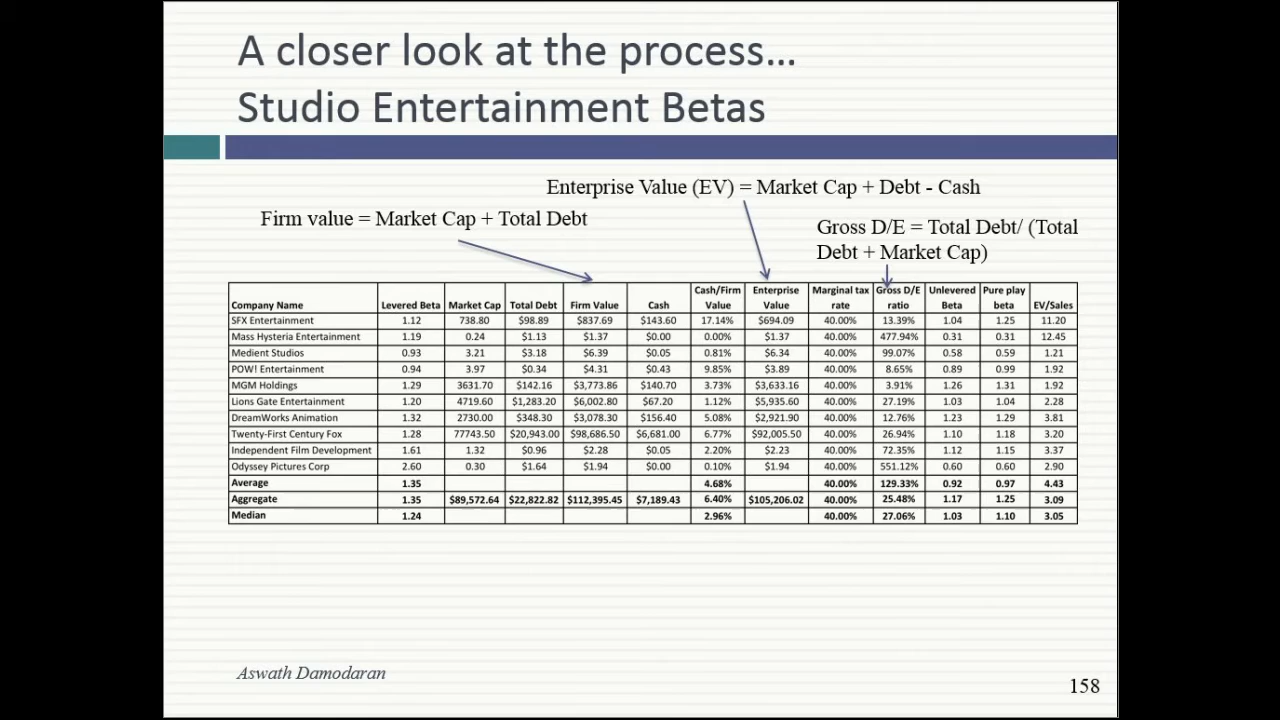 A closer look at the process…
Studio Entertainment Betas
Enterprise Value (EV) = Market Cap + Debt - Cash
Firm value = Market Cap + Total Debt
Gross D/E = Total Debt/ (Total
Debt + Market Cap)
Company Name Levered Beta Market Cap Total Debt Firm Value Cash Cash/Firm Value Enterprise Value Marginal tax rate Gross D/E ratio Unlevered Beta Pure play beta EV/Sales
SFX Entertainment 1.12 738.80 $98.89 $837.69 $143.60 17.14% $694.09 40.00% 13.39% 1.04 1.25 11.20
Mass Hysteria Entertainment 1.19 0.24 $1.13 $1.37 $0.00 0.00% $1.37 40.00% 477.94% 0.31 0.31 12.45
Medient Studios 0.93 3.21 $3.18 $6.39 $0.05 0.81% $6.34 40.00% 99.07% 0.58 0.59 1.21
POW! Entertainment 0.94 3.97 $0.34 $4.31 $0.43 9.85% $3.89 40.00% 8.65% 0.89 0.99 1.92
MGM Holdings 1.29 3631.70 $142.16 $3,773.86 $140.70 3.73% $3,633.16 40.00% 3.91% 1.26 1.31 1.92
Lions Gate Entertainment 1.20 4719.60 $1,283.20 $6,002.80 $67.20 1.12% $5,935.60 40.00% 27.19% 1.03 1.04 2.28
DreamWorks Animation 1.32 2730.00 $348.30 $3,078.30 $156.40 5.08% $2,921.90 40.00% 12.76% 1.23 1.29 3.81
Twenty-First Century Fox 1.28 77743.50 $20,943.00 $98,686.50 $6,681.00 6.77% $92,005.50 40.00% 26.94% 1.10 1.18 3.20
Independent Film Development 1.61 1.32 $0.96 $2.28 $0.05 2.20% $2.23 40.00% 72.35% 1.12 1.15 3.37
Odyssey Pictures Corp 2.60 0.30 $1.64 $1.94 $0.00 0.10% $1.94 40.00% 551.12% 0.60 0.60 2.90
Average 1.35 4.68% 40.00% 129.33% 0.92 0.97 4.43
Aggregate 1.35 $89,572.64 $22,822.82 $112,395.45 $7,189.43 6.40% $105,206.02 40.00% 25.48% 1.17 1.25 3.09
Median 1.24 2.96% 40.00% 27.06% 1.03 1.10 3.05
Aswath Damodaran
158